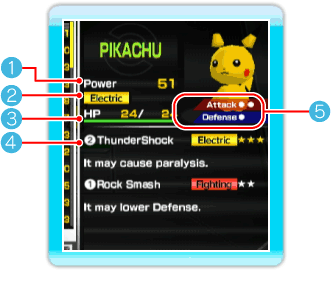 PIKACHU
1 Power 51
2 Electric
3 HP 24/ 2
Attack
Defense
5
4 2 ThunderShock Electric ★★★
It may cause paralysis.
1 Rock Smash Fighting ★★
It may lower Defense.